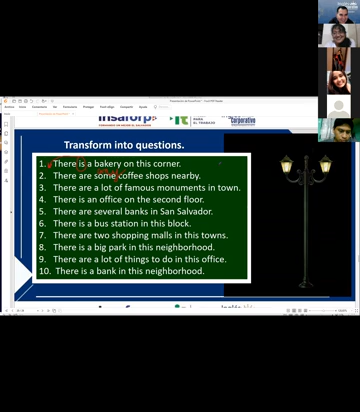 insaforp
PARA
EL TRABAJO
Corporativo
Transform into questions.
1. There is a bakery on this corner.
2. There are some coffee shops nearby.
3. There are a lot of famous monuments in town.
4. There is an office on the second floor.
5. There are several banks in San Salvador.
6. There is a bus station in this block.
7. There are two shopping malls in this towns.
8. There is a big park in this neighborhood.
9. There are a lot of things to do in this office.
10. There is a bank in this neighborhood.